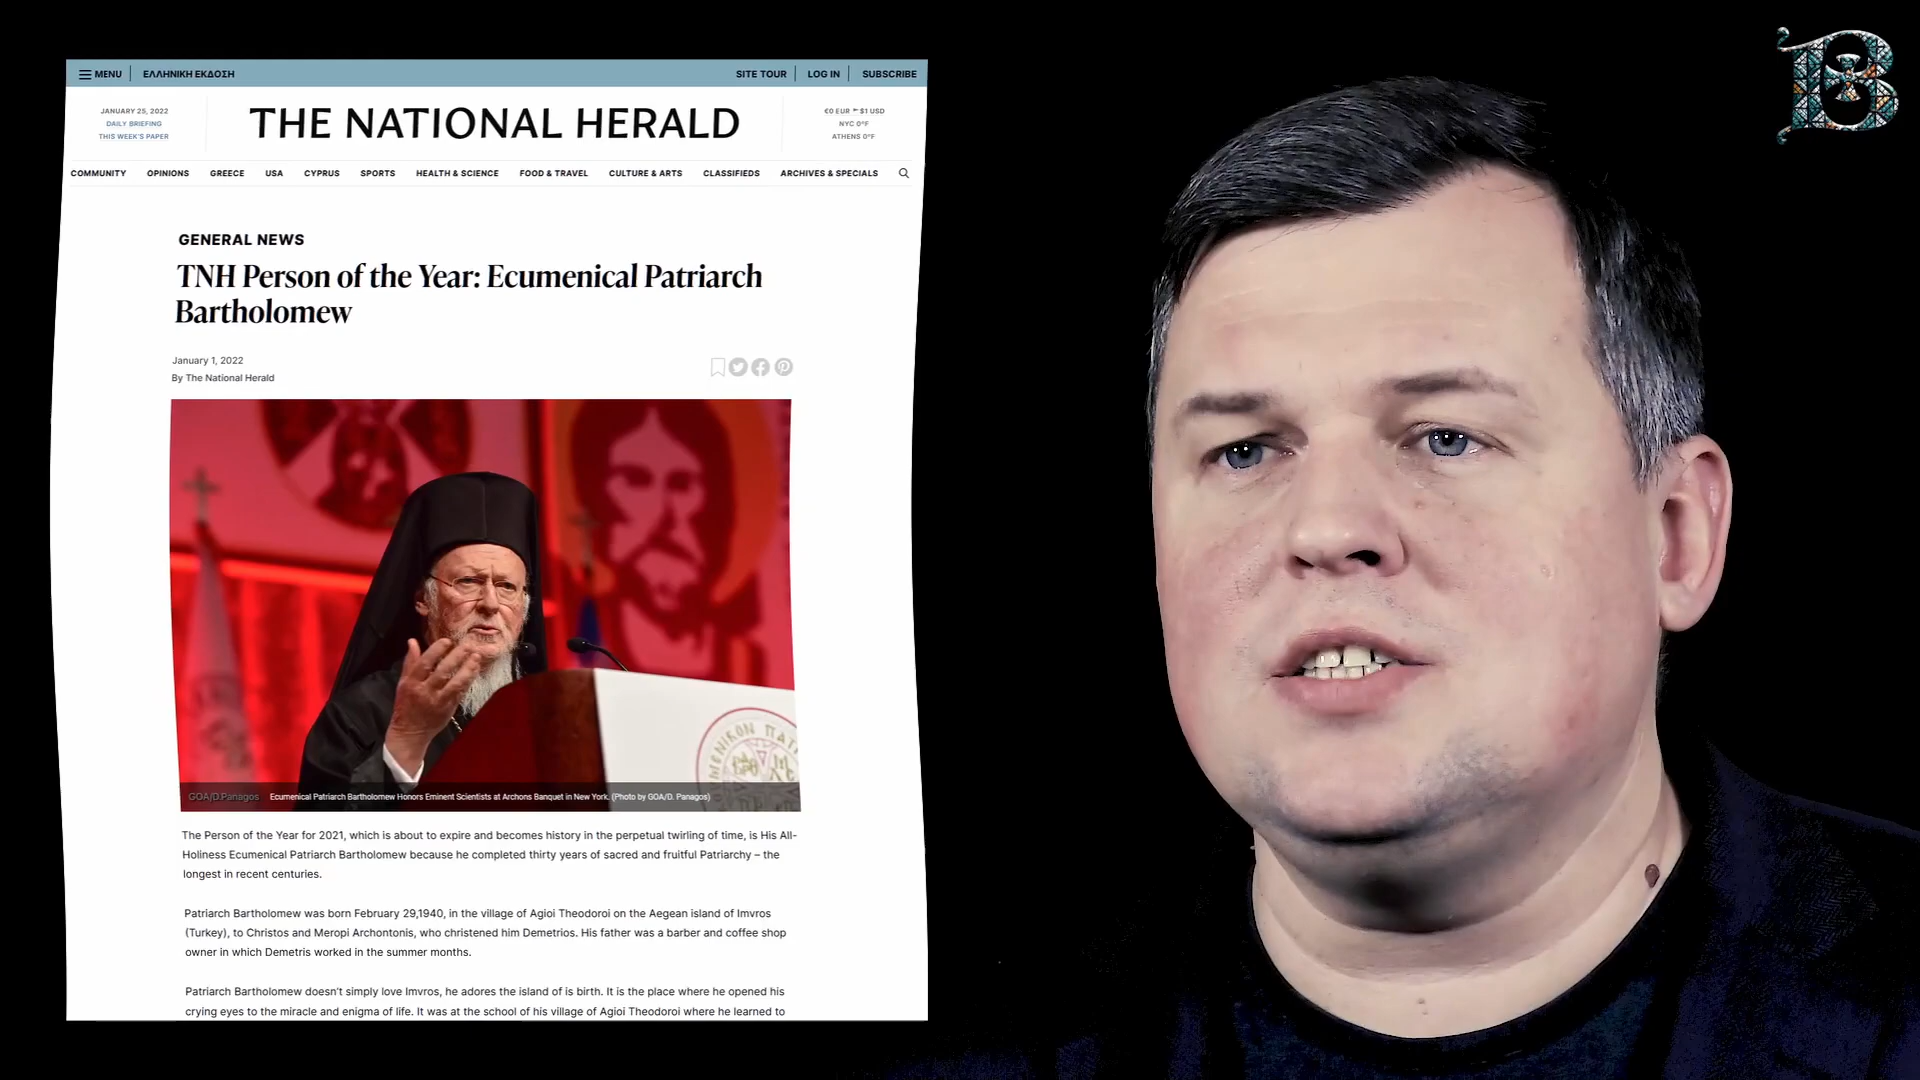 MENU
ΕΛΛΗΝΙΚΗ ΕΚΔΟΣΗ
SITE TOUR
LOG IN
SUBSCRIBE
JANUARY 25, 2022
DAILY BRIEFING
THIS WEEK'S PAPER
THE NATIONAL HERALD
€0 EUR = $1 USD
NYC 0°F
ATHENS 0°F
COMMUNITY
OPINIONS
GREECE
USA
CYPRUS
SPORTS
HEALTH & SCIENCE
FOOD & TRAVEL
CULTURE & ARTS
CLASSIFIEDS
ARCHIVES & SPECIALS
GENERAL NEWS
TNH Person of the Year: Ecumenical Patriarch
Bartholomew
January 1, 2022
By The National Herald
GOA/D.Panagos
Ecumenical Patriarch Bartholomew Honors Eminent Scientists at Archons Banquet in New York. (Photo by GOA/D. Panagos)
The Person of the Year for 2021, which is about to expire and becomes history in the perpetual twirling of time, is His All-
Holiness Ecumenical Patriarch Bartholomew because he completed thirty years of sacred and fruitful Patriarchy – the
longest in recent centuries.
Patriarch Bartholomew was born February 29,1940, in the village of Agioi Theodoroi on the Aegean island of Imvros
(Turkey), to Christos and Meropi Archontonis, who christened him Demetrios. His father was a barber and coffee shop
owner in which Demetris worked in the summer months.
Patriarch Bartholomew doesn't simply love Imvros, he adores the island of is birth. It is the place where he opened his
crying eyes to the miracle and enigma of life. It was at the school of his village of Agioi Theodoroi where he learned to
B